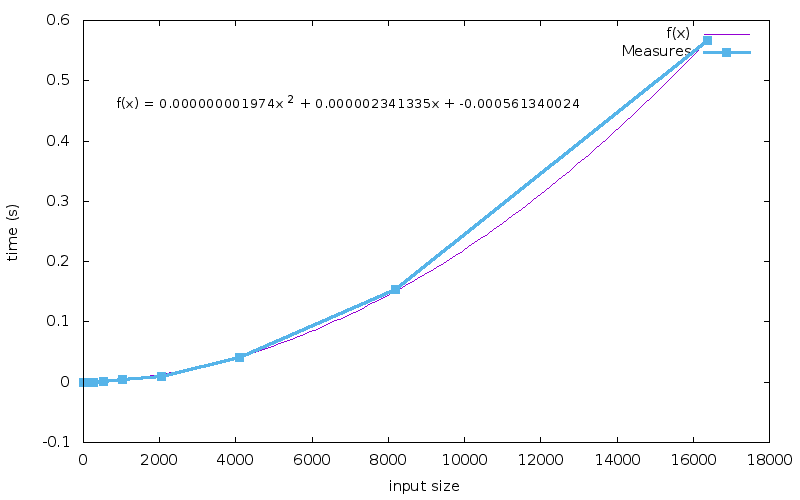 0.6
f(x)
Measures
0.5
f(x) = 0.000000001974x 2 + 0.000002341335x + -0.000561340024
0.4
0.3
time (s)
0.2
0.1
0
-0.1
0 2000 4000 6000 8000 10000 12000 14000 16000 18000
input size